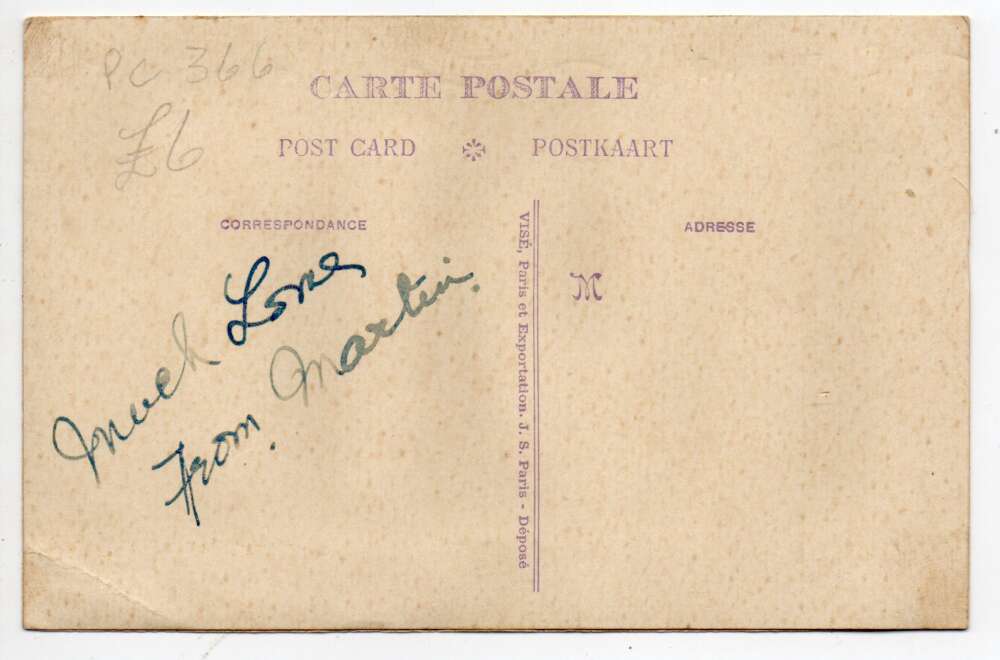 PC 366
£6
CARTE POSTALE
POST CARD ❇ POSTKAART
CORRESPONDANCE
Much Love
From. Martin.
VISÉ, Paris et Exportation. J. S. Paris - Déposé
ADRESSE
M